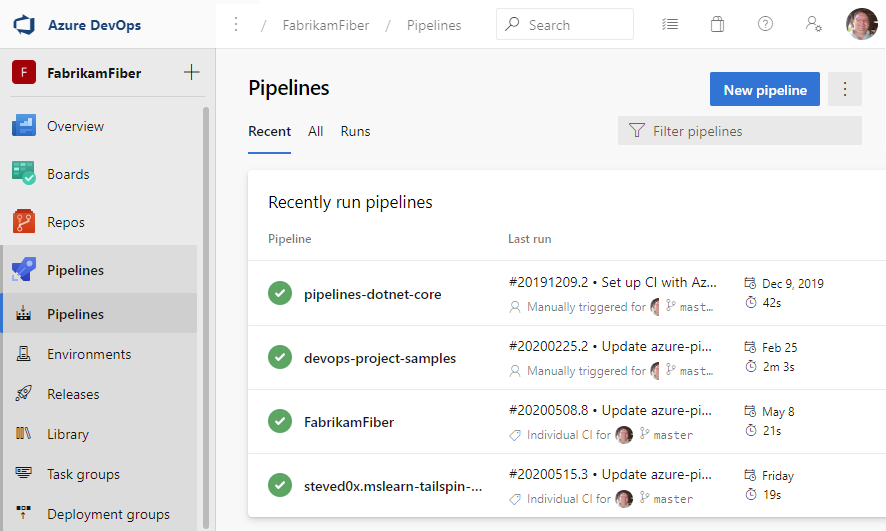 Azure DevOps
/ FabrikamFiber / Pipelines
Search
F FabrikamFiber
Overview
Boards
Repos
Pipelines
Pipelines
Environments
Releases
Library
Task groups
Deployment groups
Pipelines
New pipeline
Recent All Runs
Filter pipelines
Recently run pipelines
Pipeline Last run
pipelines-dotnet-core
#20191209.2 • Set up CI with Az...
Manually triggered for mast...
Dec 9, 2019
42s
devops-project-samples
#20200225.2 • Update azure-pi...
Manually triggered for mast...
Feb 25
2m 3s
FabrikamFiber
#20200508.8 • Update azure-pi...
Individual CI for master
May 8
21s
steved0x.mslearn-tailspin-...
#20200515.3 • Update azure-pi...
Individual CI for master
Friday
19s